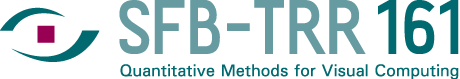 SFB-TRR 161
Quantitative Methods for Visual Computing